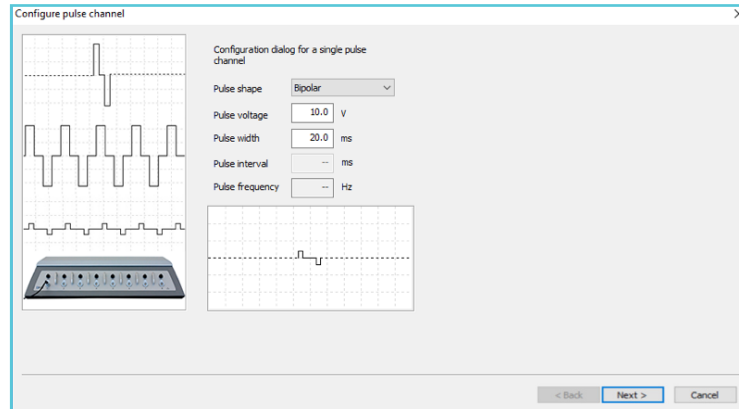 Configure pulse channel
Configuration dialog for a single pulse
channel
Pulse shape Bipolar
Pulse voltage 10.0 V
Pulse width 20.0 ms
Pulse interval -- ms
Pulse frequency -- Hz
< Back Next > Cancel